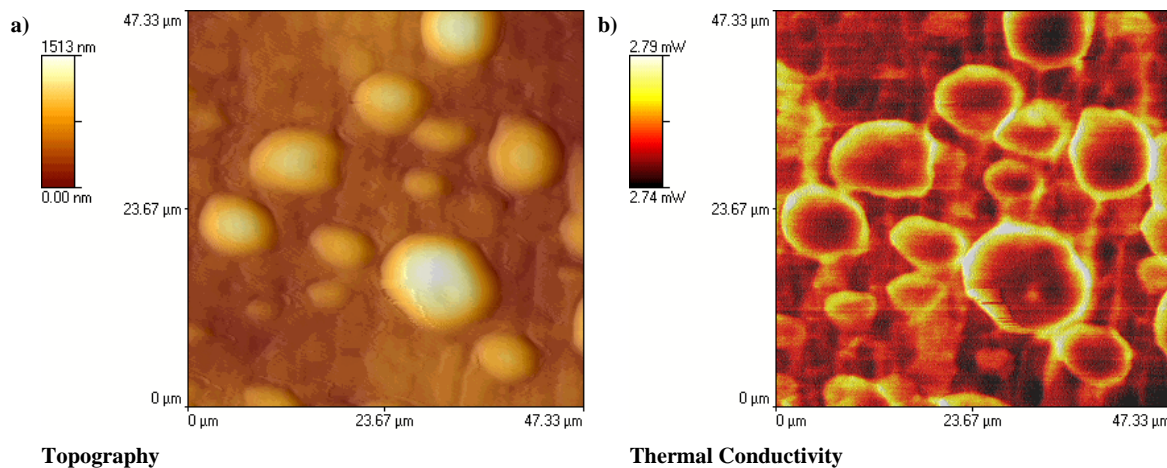 a)
47.33 µm
1513 nm
0.00 nm
23.67 µm
0 µm
0 µm
23.67 µm
47.33 µm
Topography
b)
47.33 µm
2.79 mW
2.74 mW
23.67 µm
0 µm
0 µm
23.67 µm
47.33 µm
Thermal Conductivity